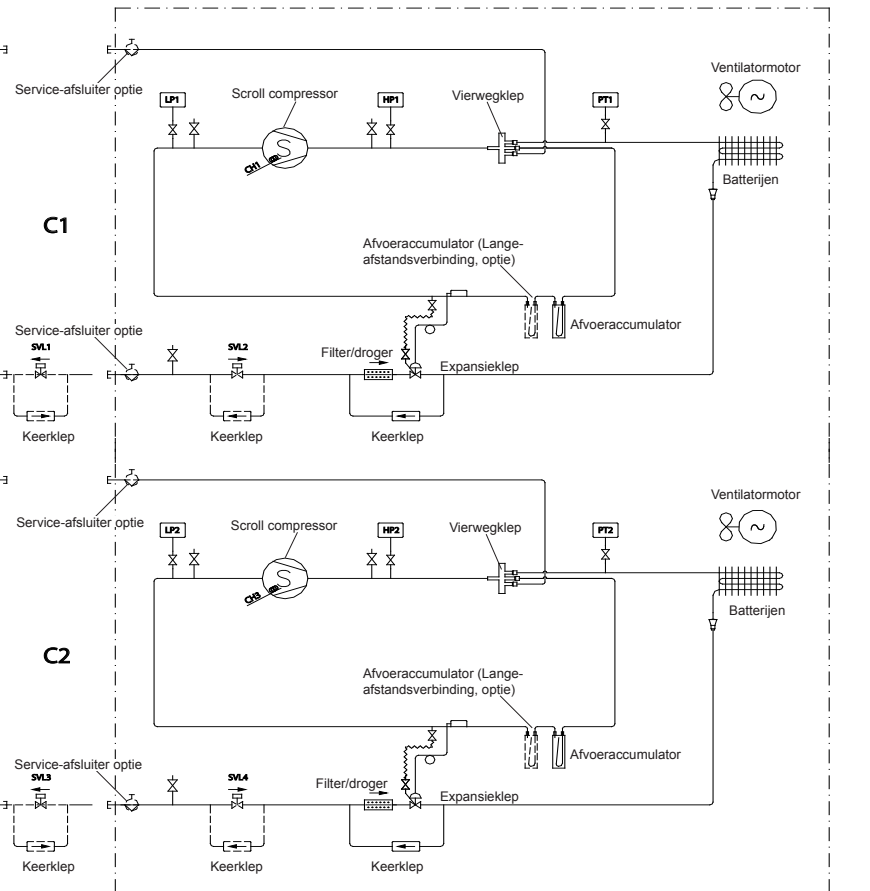 Ventilatormotor
Service-afsluiter optie
LP1
Scroll compressor
HP1
Vierwegklep
PT1
CH1
Batterijen
C1
Afvoeraccumulator (Lange-
afstandsverbinding, optie)
Afvoeraccumulator
Service-afsluiter optie
SVL1
SVL2
Filter/droger
Expansieklep
Keerklep
Keerklep
Keerklep
Ventilatormotor
Service-afsluiter optie
LP2
Scroll compressor
HP2
Vierwegklep
PT2
CH3
Batterijen
C2
Afvoeraccumulator (Lange-
afstandsverbinding, optie)
Afvoeraccumulator
Service-afsluiter optie
SVL3
SVL4
Filter/droger
Expansieklep
Keerklep
Keerklep
Keerklep